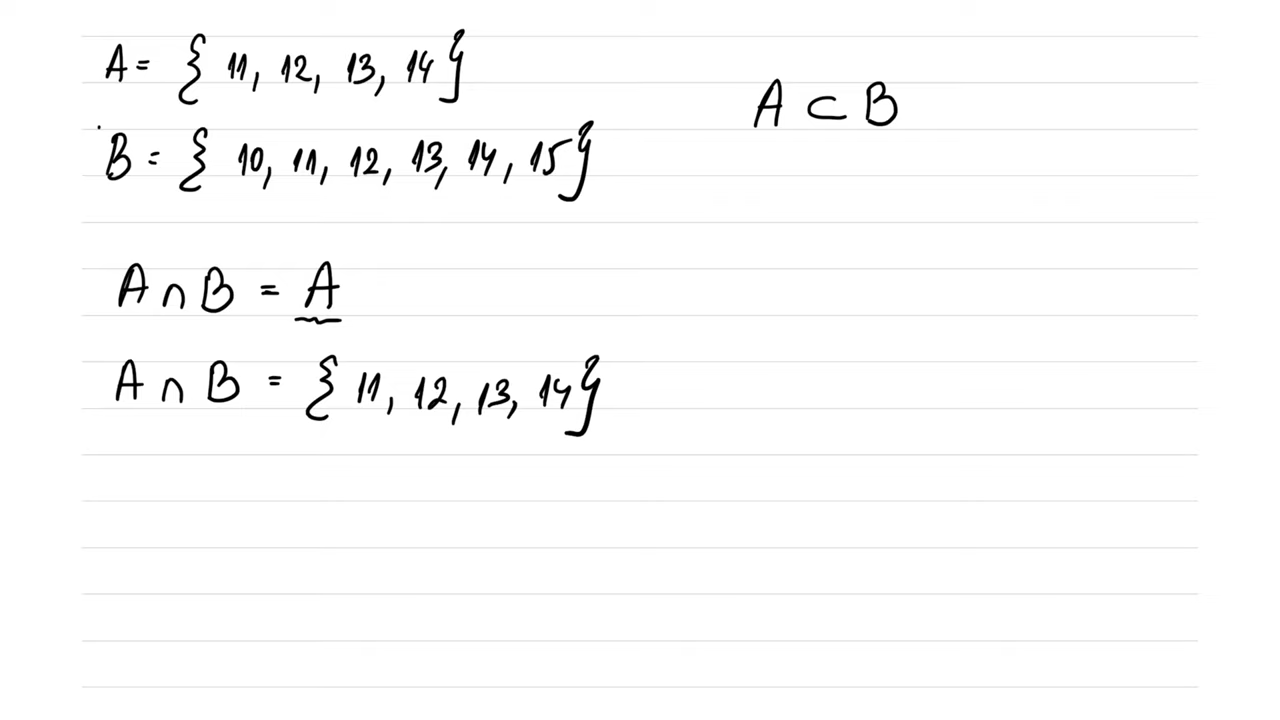 A = { 11, 12, 13, 14 }
A ⊂ B
B = { 10, 11, 12, 13, 14, 15 }
A ∩ B = A
A ∩ B = { 11, 12, 13, 14 }